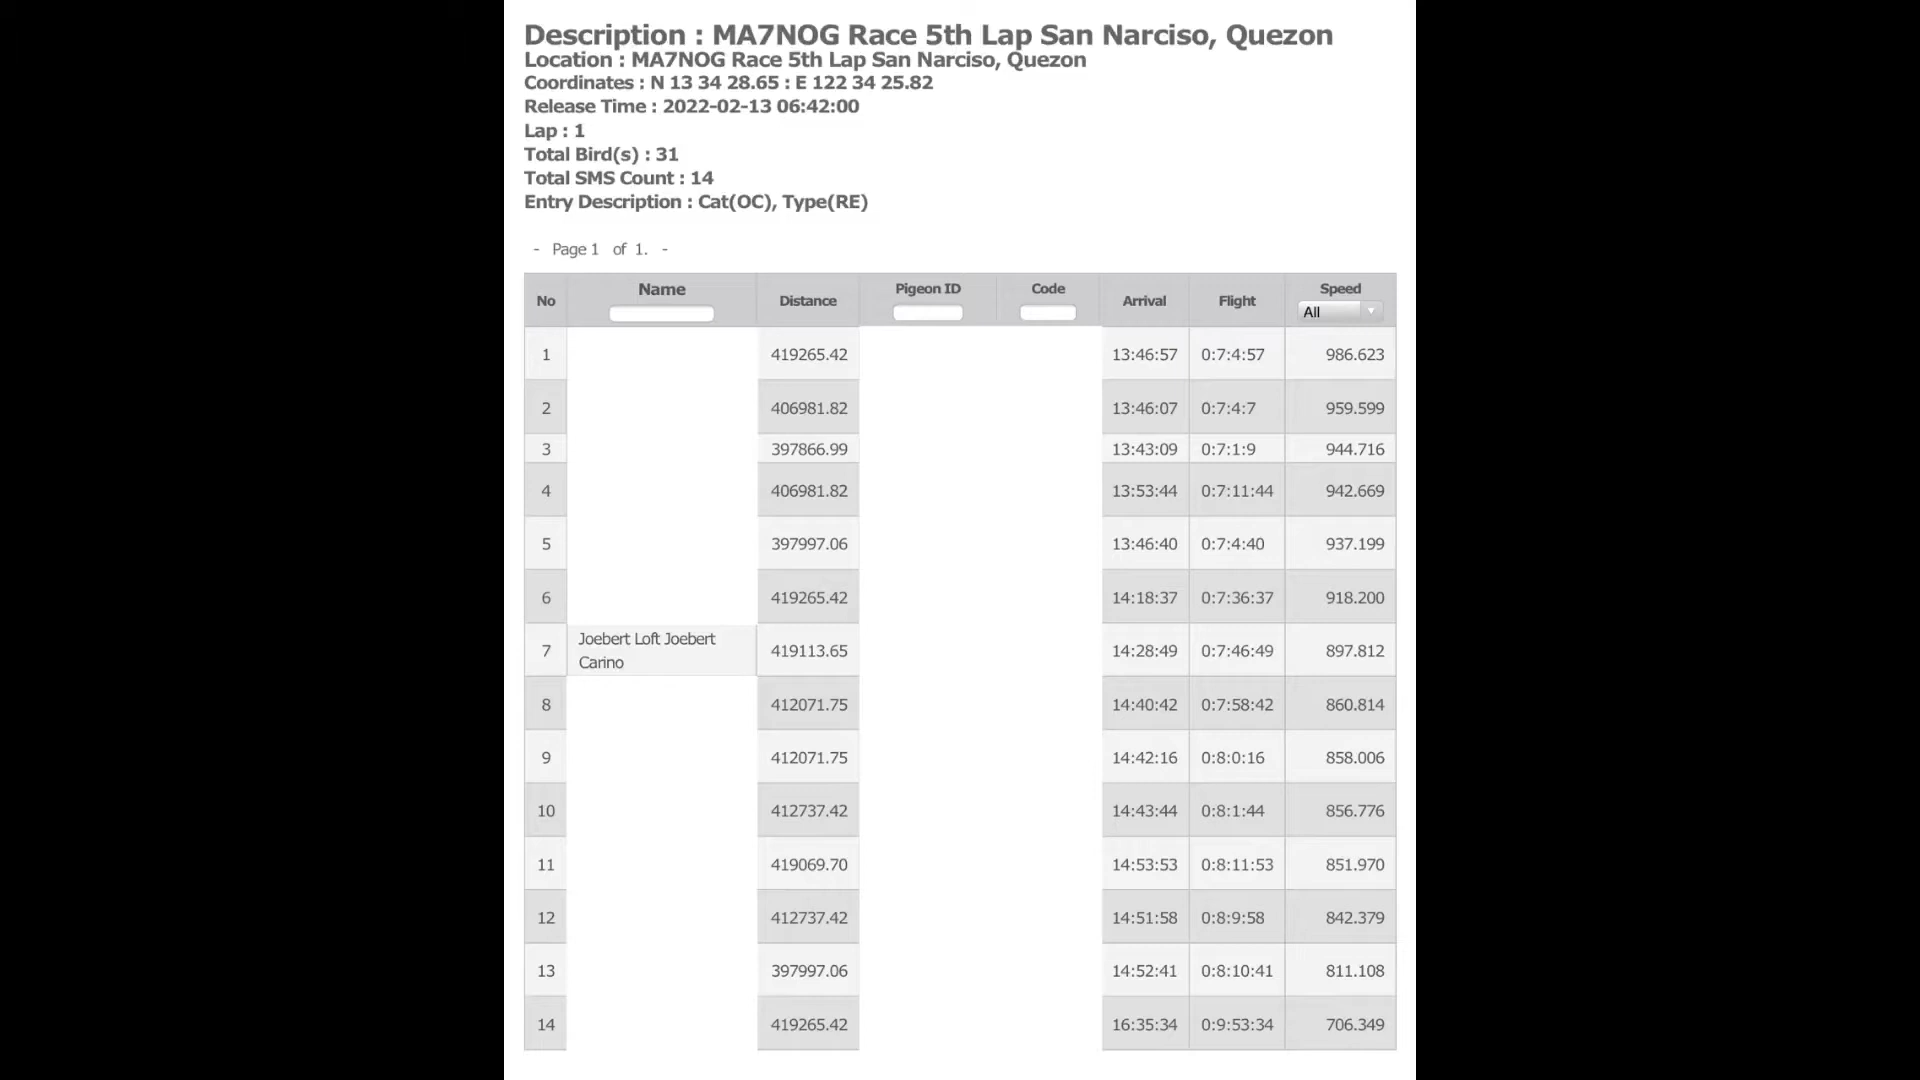 Description : MA7NOG Race 5th Lap San Narciso, Quezon
Location : MA7NOG Race 5th Lap San Narciso, Quezon
Coordinates : N 13 34 28.65 : E 122 34 25.82
Release Time : 2022-02-13 06:42:00
Lap : 1
Total Bird(s) : 31
Total SMS Count : 14
Entry Description : Cat(OC), Type(RE)
- Page 1 of 1. -
No Name Distance Pigeon ID Code Arrival Flight Speed
All
1 419265.42 13:46:57 0:7:4:57 986.623
2 406981.82 13:46:07 0:7:4:7 959.599
3 397866.99 13:43:09 0:7:1:9 944.716
4 406981.82 13:53:44 0:7:11:44 942.669
5 397997.06 13:46:40 0:7:4:40 937.199
6 419265.42 14:18:37 0:7:36:37 918.200
7 Joebert Loft Joebert Carino 419113.65 14:28:49 0:7:46:49 897.812
8 412071.75 14:40:42 0:7:58:42 860.814
9 412071.75 14:42:16 0:8:0:16 858.006
10 412737.42 14:43:44 0:8:1:44 856.776
11 419069.70 14:53:53 0:8:11:53 851.970
12 412737.42 14:51:58 0:8:9:58 842.379
13 397997.06 14:52:41 0:8:10:41 811.108
14 419265.42 16:35:34 0:9:53:34 706.349